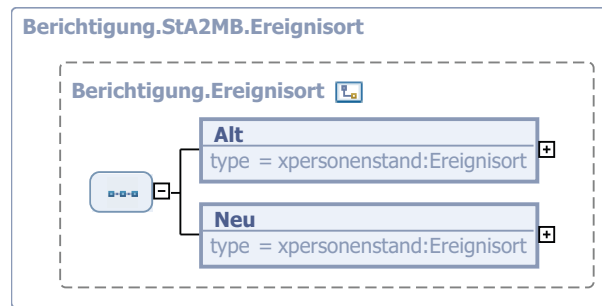 Berichtigung.StA2MB.Ereignisort
Berichtigung.Ereignisort
Alt
type = xpersonenstand:Ereignisort
Neu
type = xpersonenstand:Ereignisort